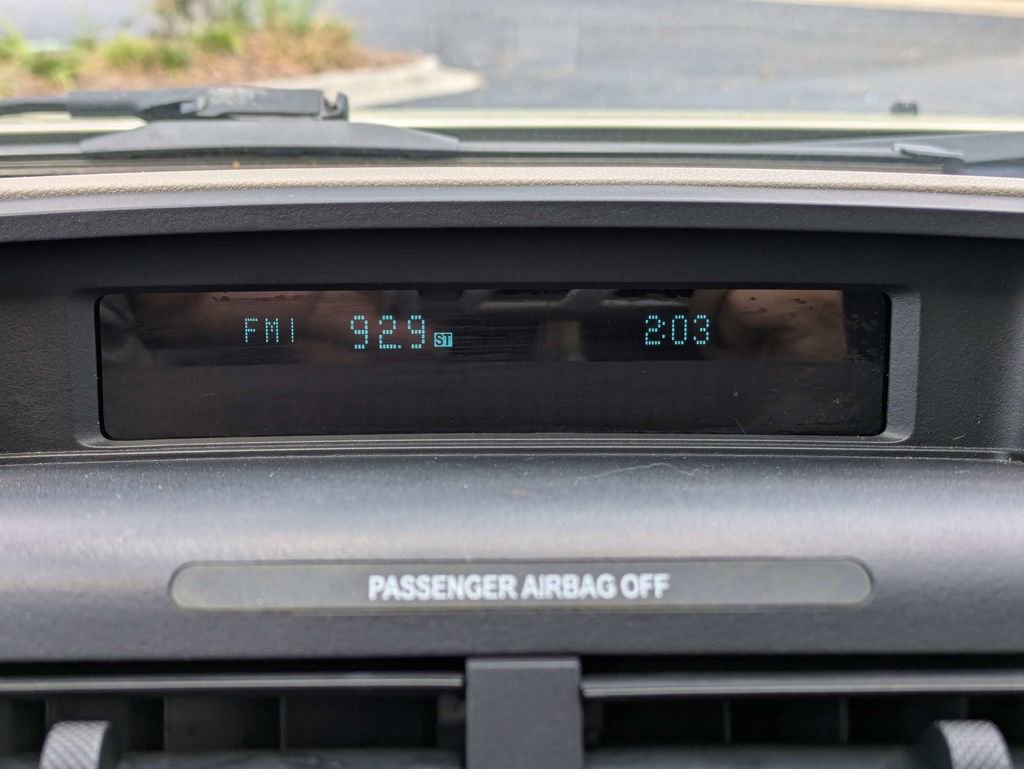 FM1 92.9 ST 2:03
PASSENGER AIRBAG OFF